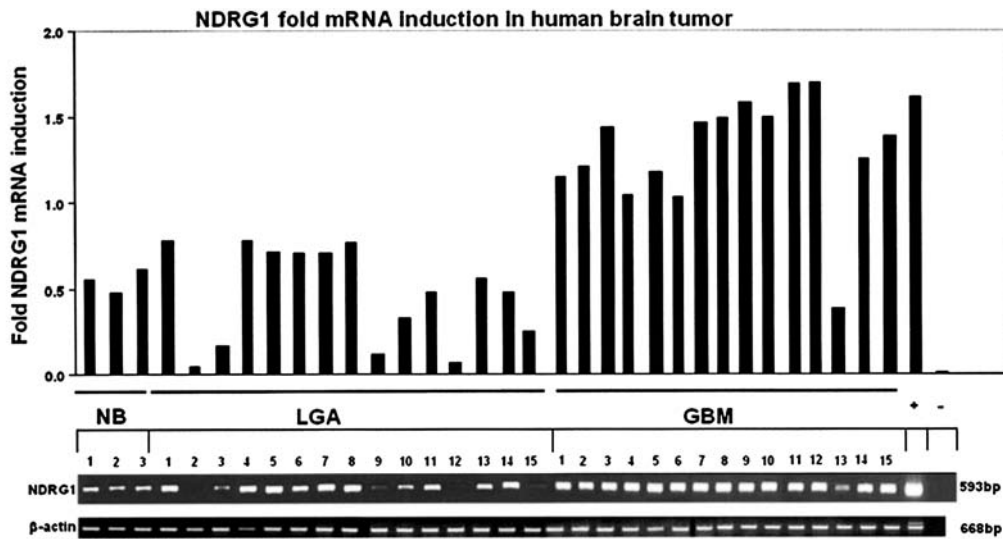 NDRG1 fold mRNA induction in human brain tumor
Fold NDRG1 mRNA induction
2.0
1.5
1.0
0.5
0.0
NB LGA GBM + -
1 2 3 1 2 3 4 5 6 7 8 9 10 11 12 13 14 15 1 2 3 4 5 6 7 8 9 10 11 12 13 14 15
NDRG1 593bp
β-actin 668bp